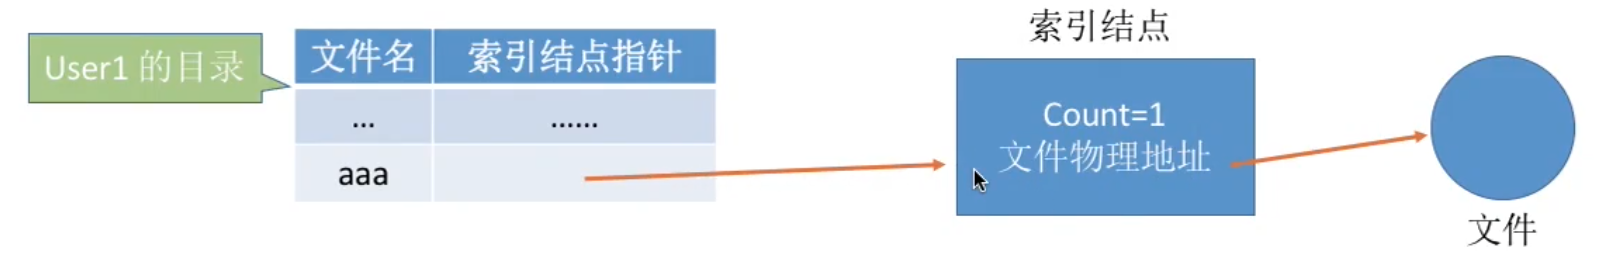 User1 的目录
文件名 索引结点指针
... ......
aaa
索引结点
Count=1
文件物理地址
文件